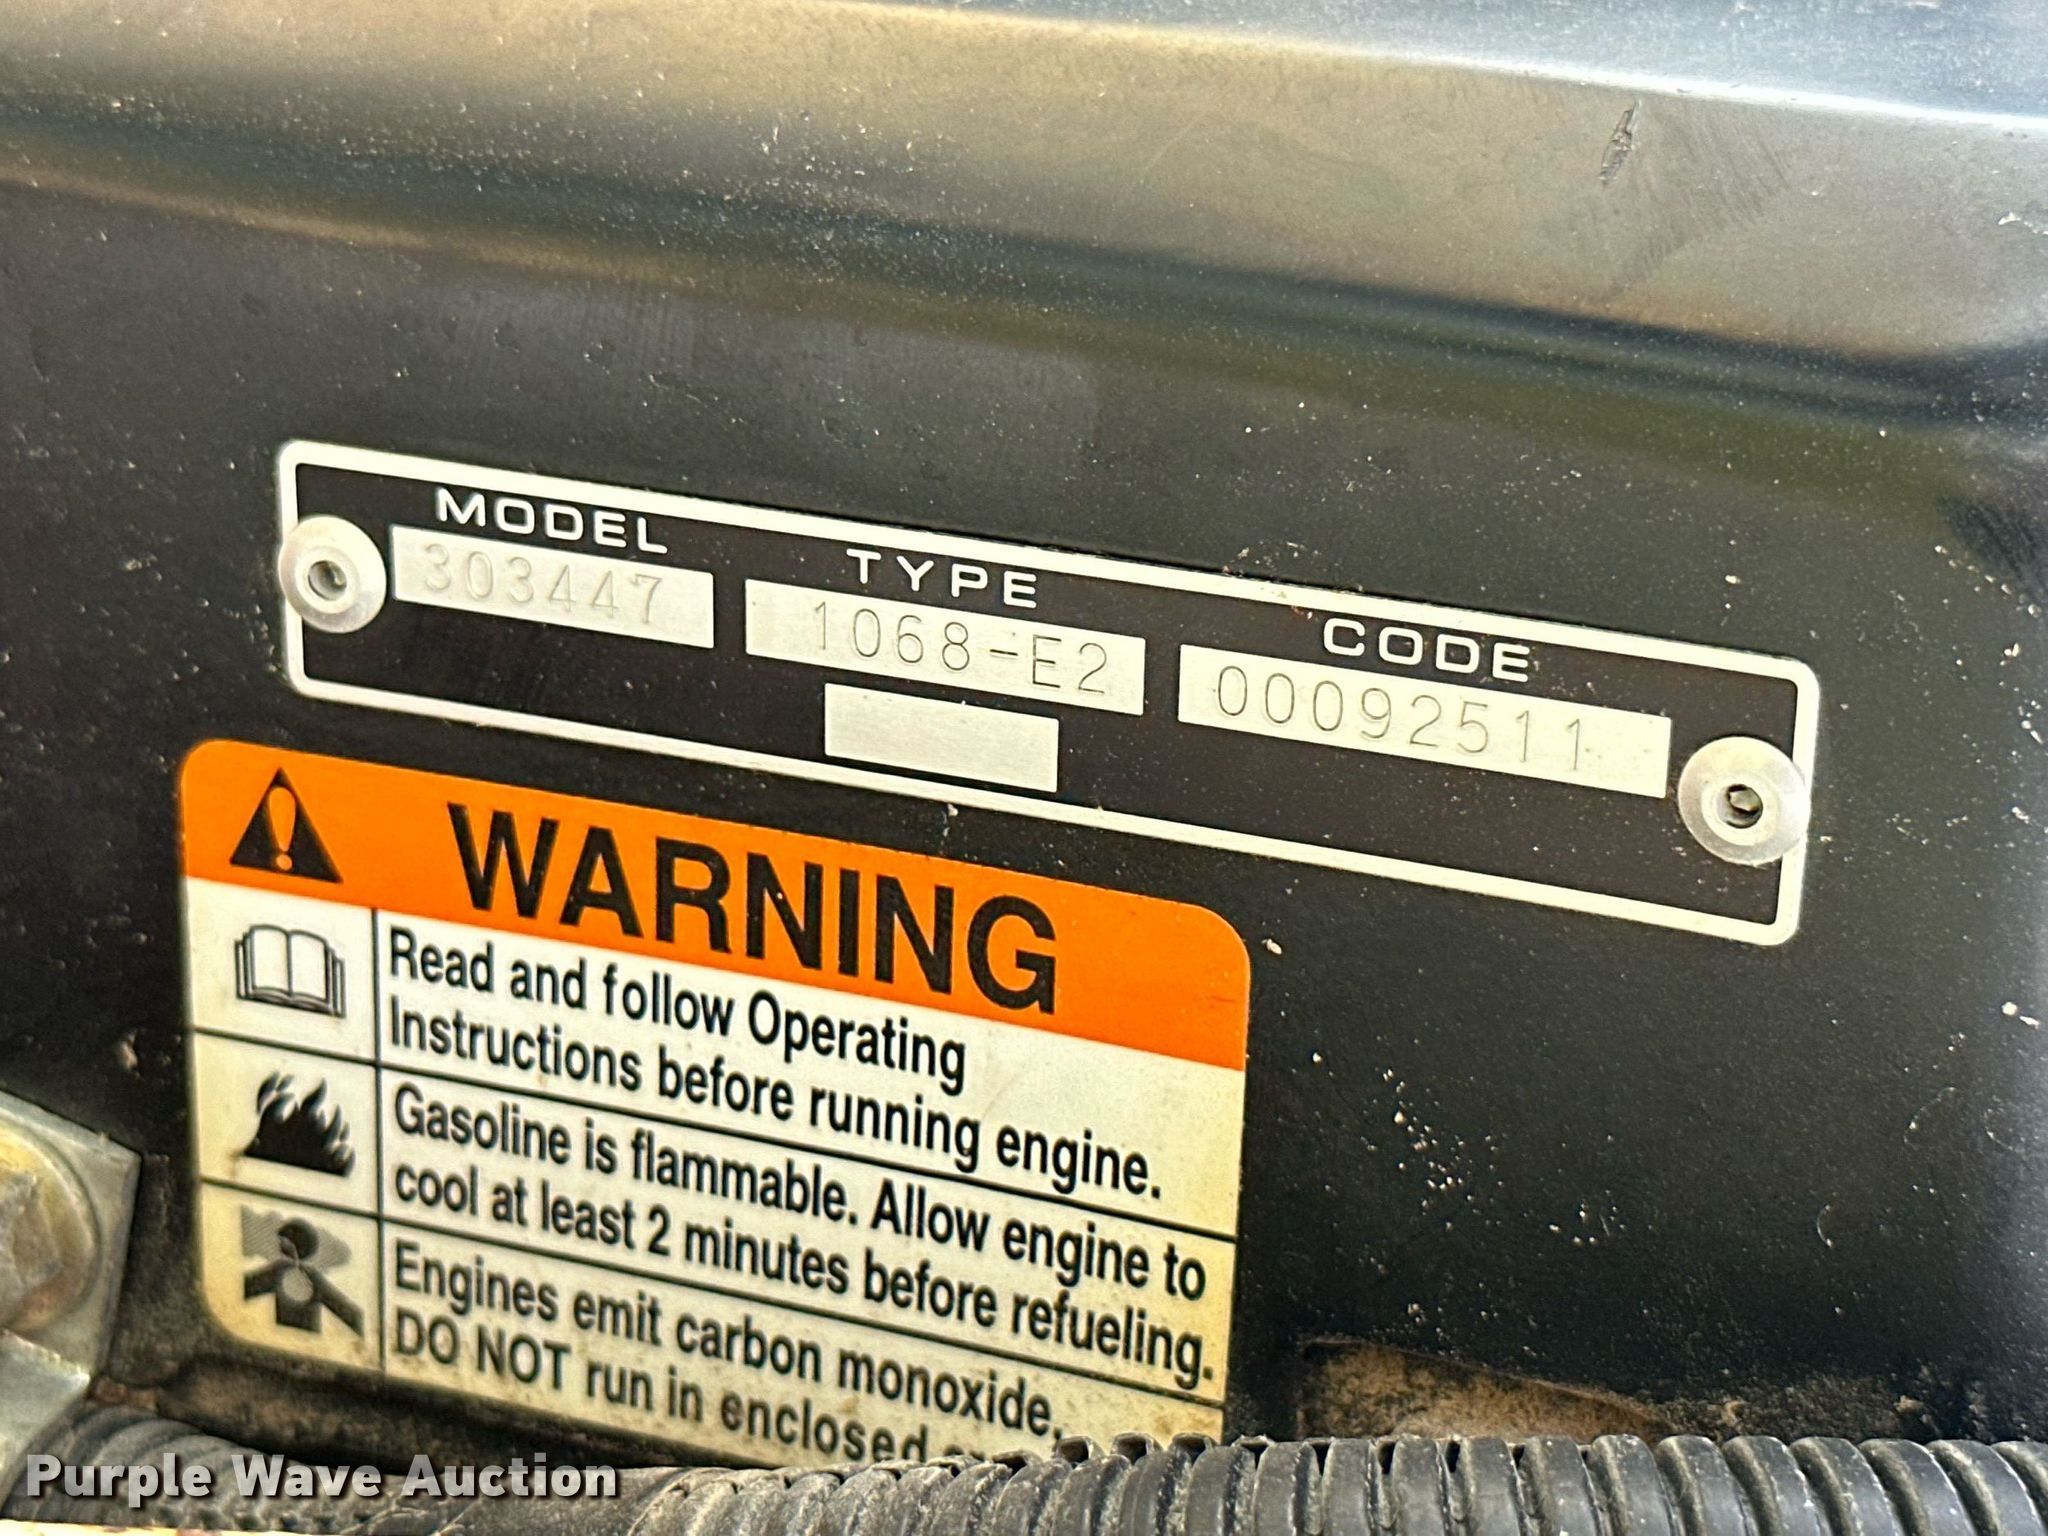 MODEL TYPE CODE
303447 1068-E2 00092511
WARNING
Read and follow Operating
Instructions before running engine.
Gasoline is flammable. Allow engine to
cool at least 2 minutes before refueling.
Engines emit carbon monoxide.
DO NOT run in enclosed
Purple Wave Auction